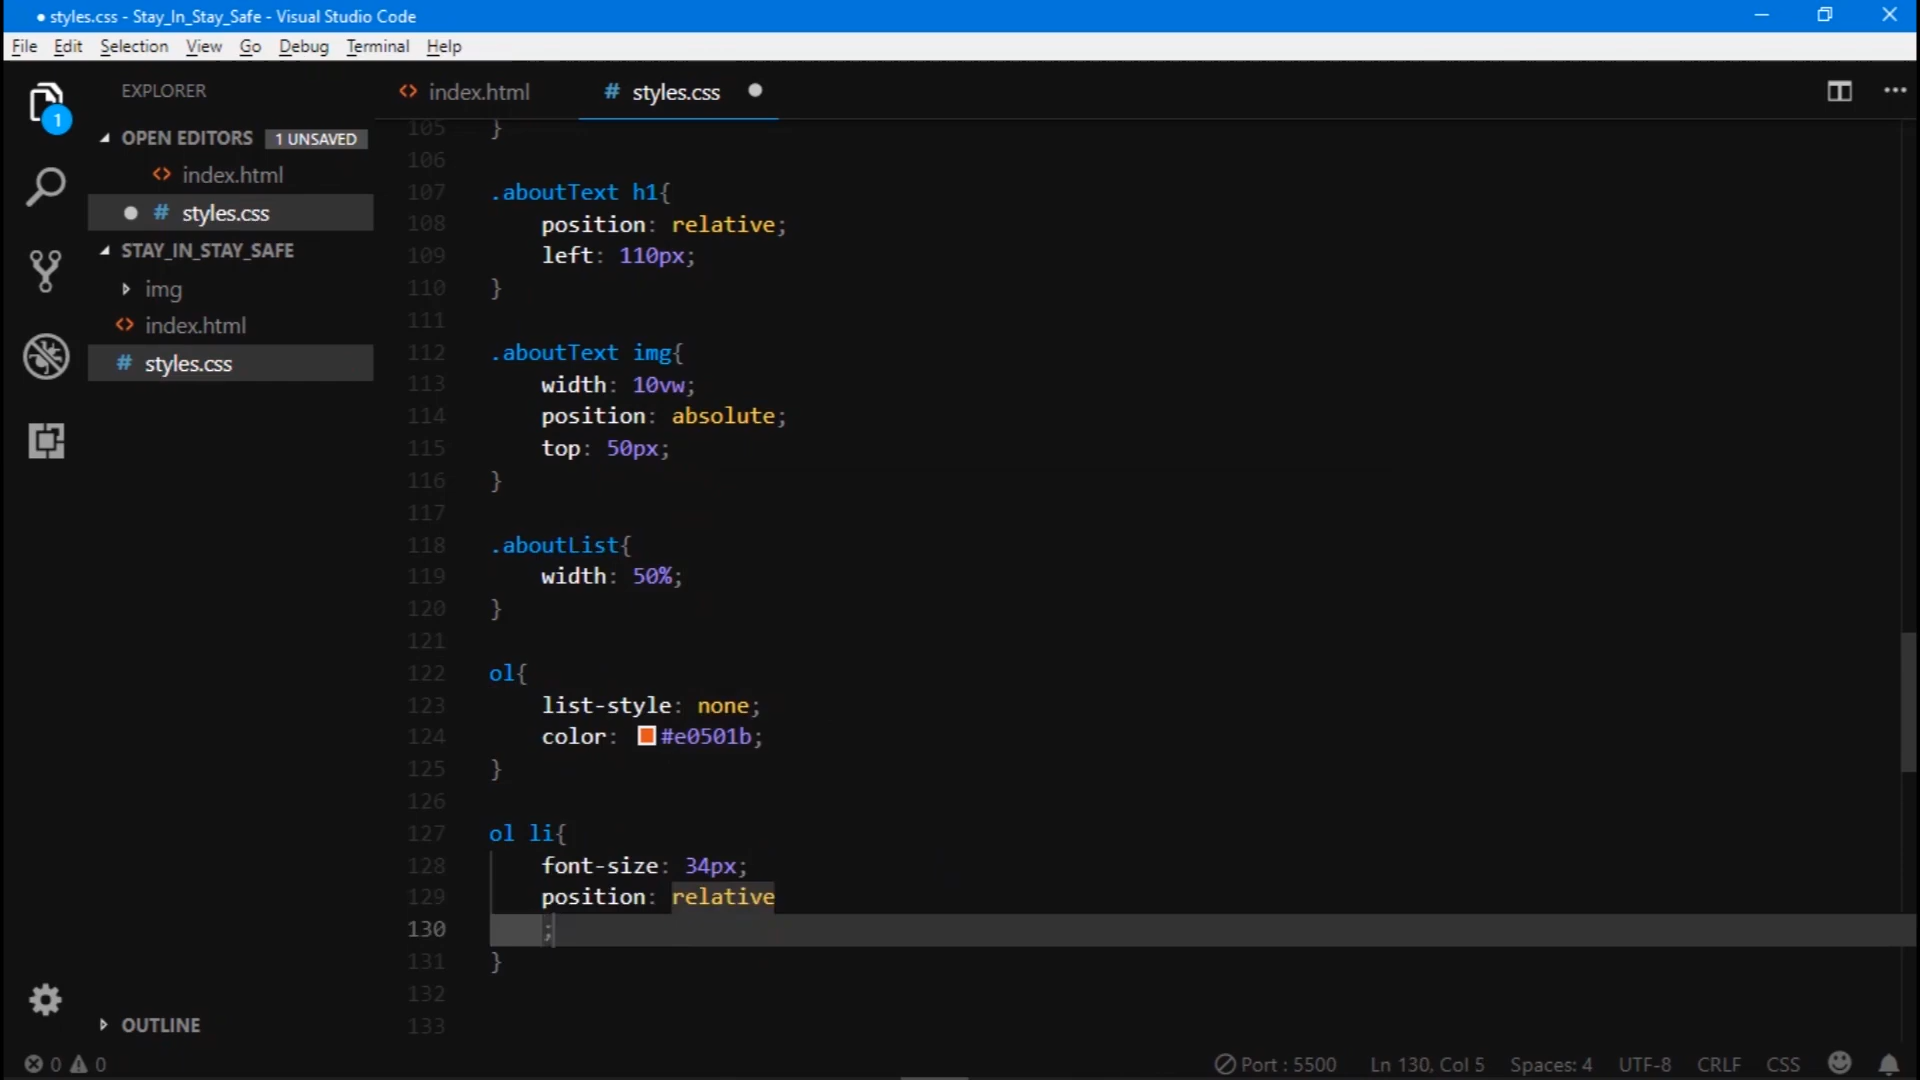 ● styles.css - Stay_In_Stay_Safe - Visual Studio Code
File Edit Selection View Go Debug Terminal Help
EXPLORER
1
OPEN EDITORS 1 UNSAVED
<> index.html
● # styles.css
STAY_IN_STAY_SAFE
img
<> index.html
# styles.css
OUTLINE
<> index.html # styles.css ●
105 }
106
107 .aboutText h1{
108 position: relative;
109 left: 110px;
110 }
111
112 .aboutText img{
113 width: 10vw;
114 position: absolute;
115 top: 50px;
116 }
117
118 .aboutList{
119 width: 50%;
120 }
121
122 ol{
123 list-style: none;
124 color: #e0501b;
125 }
126
127 ol li{
128 font-size: 34px;
129 position: relative
130 ;
131 }
132
133
0 0 Port : 5500 Ln 130, Col 5 Spaces: 4 UTF-8 CRLF CSS